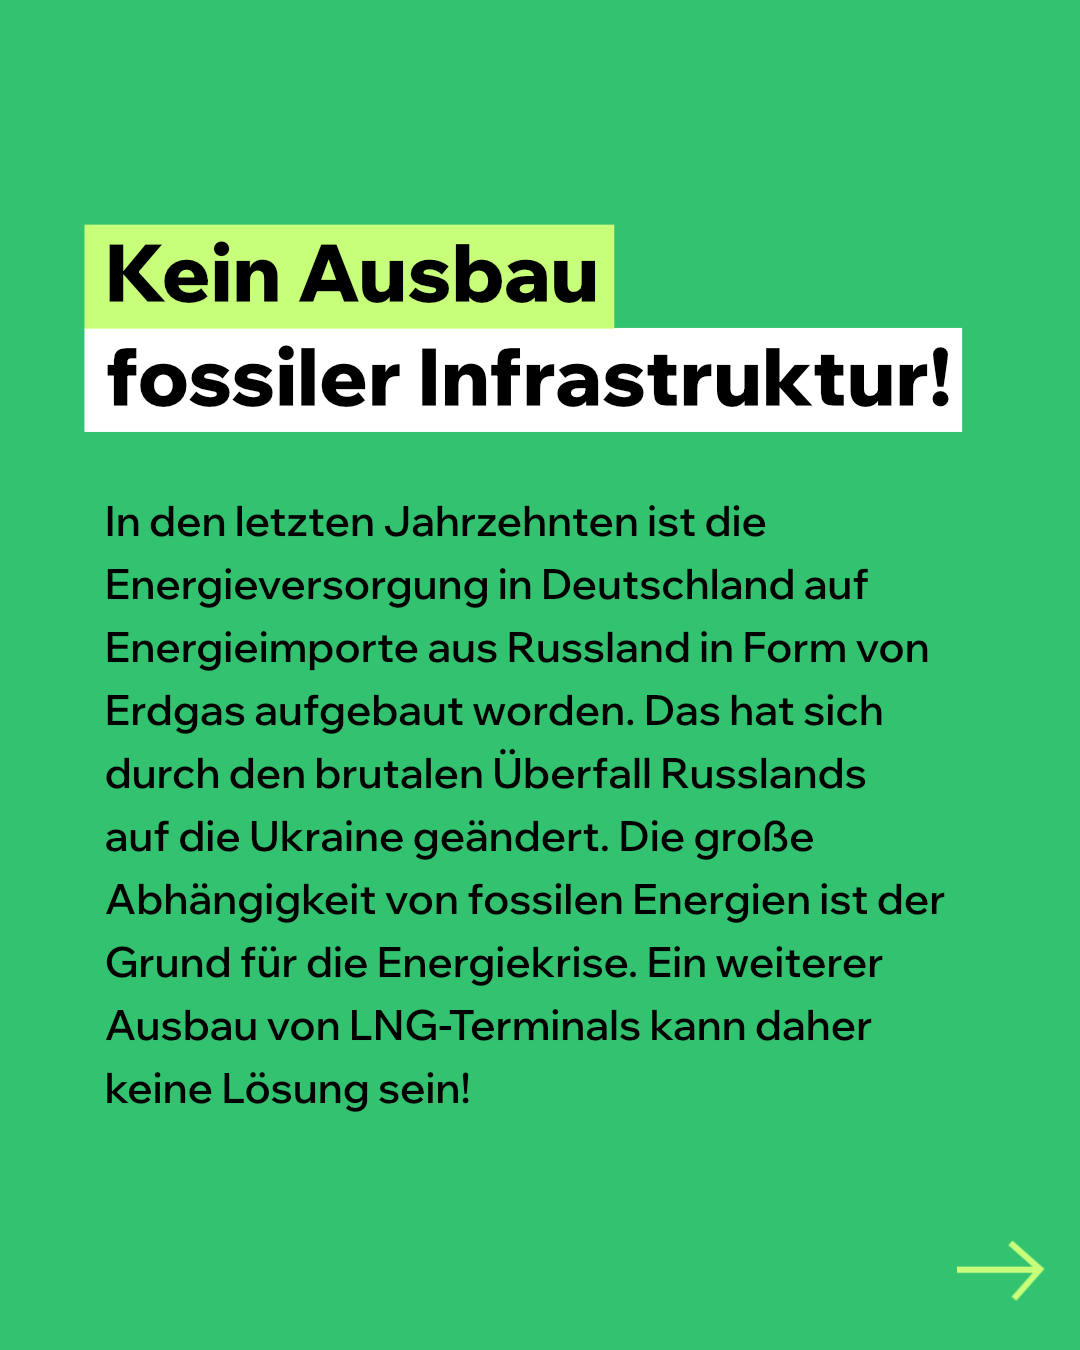 Kein Ausbau
fossiler Infrastruktur!
In den letzten Jahrzehnten ist die
Energieversorgung in Deutschland auf
Energieimporte aus Russland in Form von
Erdgas aufgebaut worden. Das hat sich
durch den brutalen Überfall Russlands
auf die Ukraine geändert. Die große
Abhängigkeit von fossilen Energien ist der
Grund für die Energiekrise. Ein weiterer
Ausbau von LNG-Terminals kann daher
keine Lösung sein!